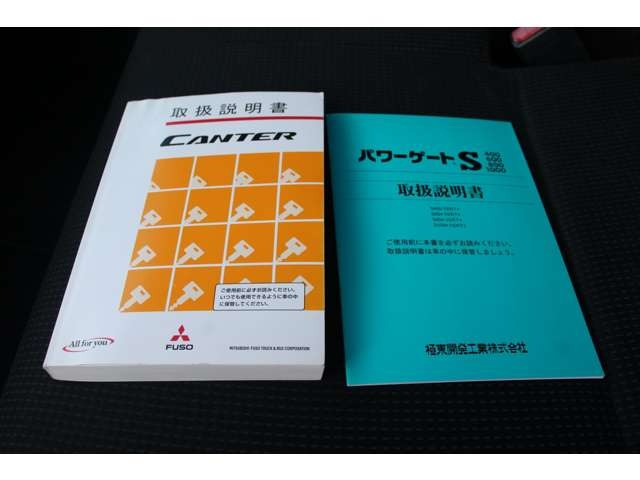 取扱説明書
CANTER
ご使用前に必ずお読みください。
いつでも使用できるように車の中
に保管してください。
All for you
FUSO
MITSUBISHI FUSO TRUCK & BUS CORPORATION
パワーゲートS
400
600
800
1000
取扱説明書
ご使用前に本書を必ずお読みください。
取扱説明書は車の中に保管しましょう。
極東開発工業株式会社